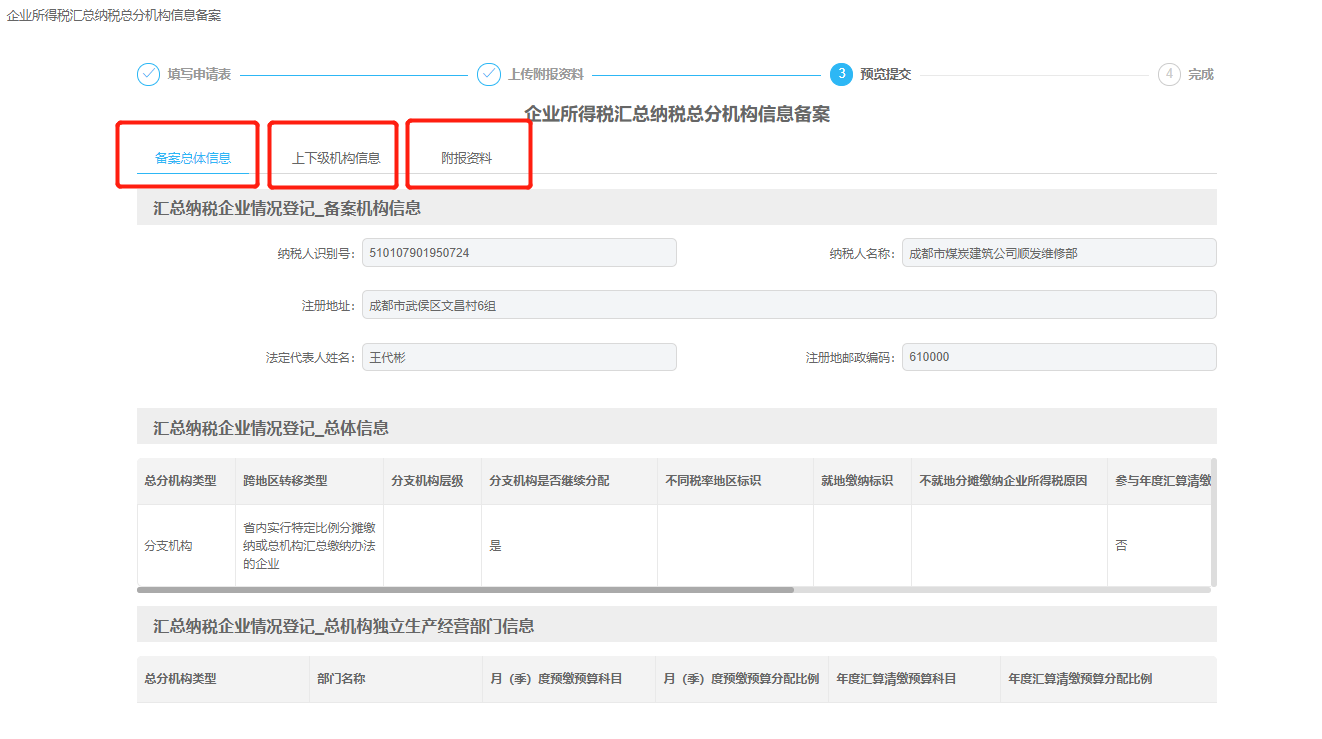 企业所得税汇总纳税总分机构信息备案
填写申请表 上传附报资料 3 预览提交 4 完成
企业所得税汇总纳税总分机构信息备案
备案总体信息 上下级机构信息 附报资料
汇总纳税企业情况登记_备案机构信息
纳税人识别号： 510107901950724 纳税人名称： 成都市煤炭建筑公司顺发维修部
注册地址： 成都市武侯区文昌村6组
法定代表人姓名： 王代彬 注册地邮政编码： 610000
汇总纳税企业情况登记_总体信息
总分机构类型 跨地区转移类型 分支机构层级 分支机构是否继续分配 不同税率地区标识 就地缴纳标识 不就地分摊缴纳企业所得税原因 参与年度汇算清缴
分支机构 省内实行特定比例分摊缴 是 否
纳或总机构汇总缴纳办法
的企业
汇总纳税企业情况登记_总机构独立生产经营部门信息
总分机构类型 部门名称 月（季）度预缴预算科目 月（季）度预缴预算分配比例 年度汇算清缴预算科目 年度汇算清缴预算分配比例